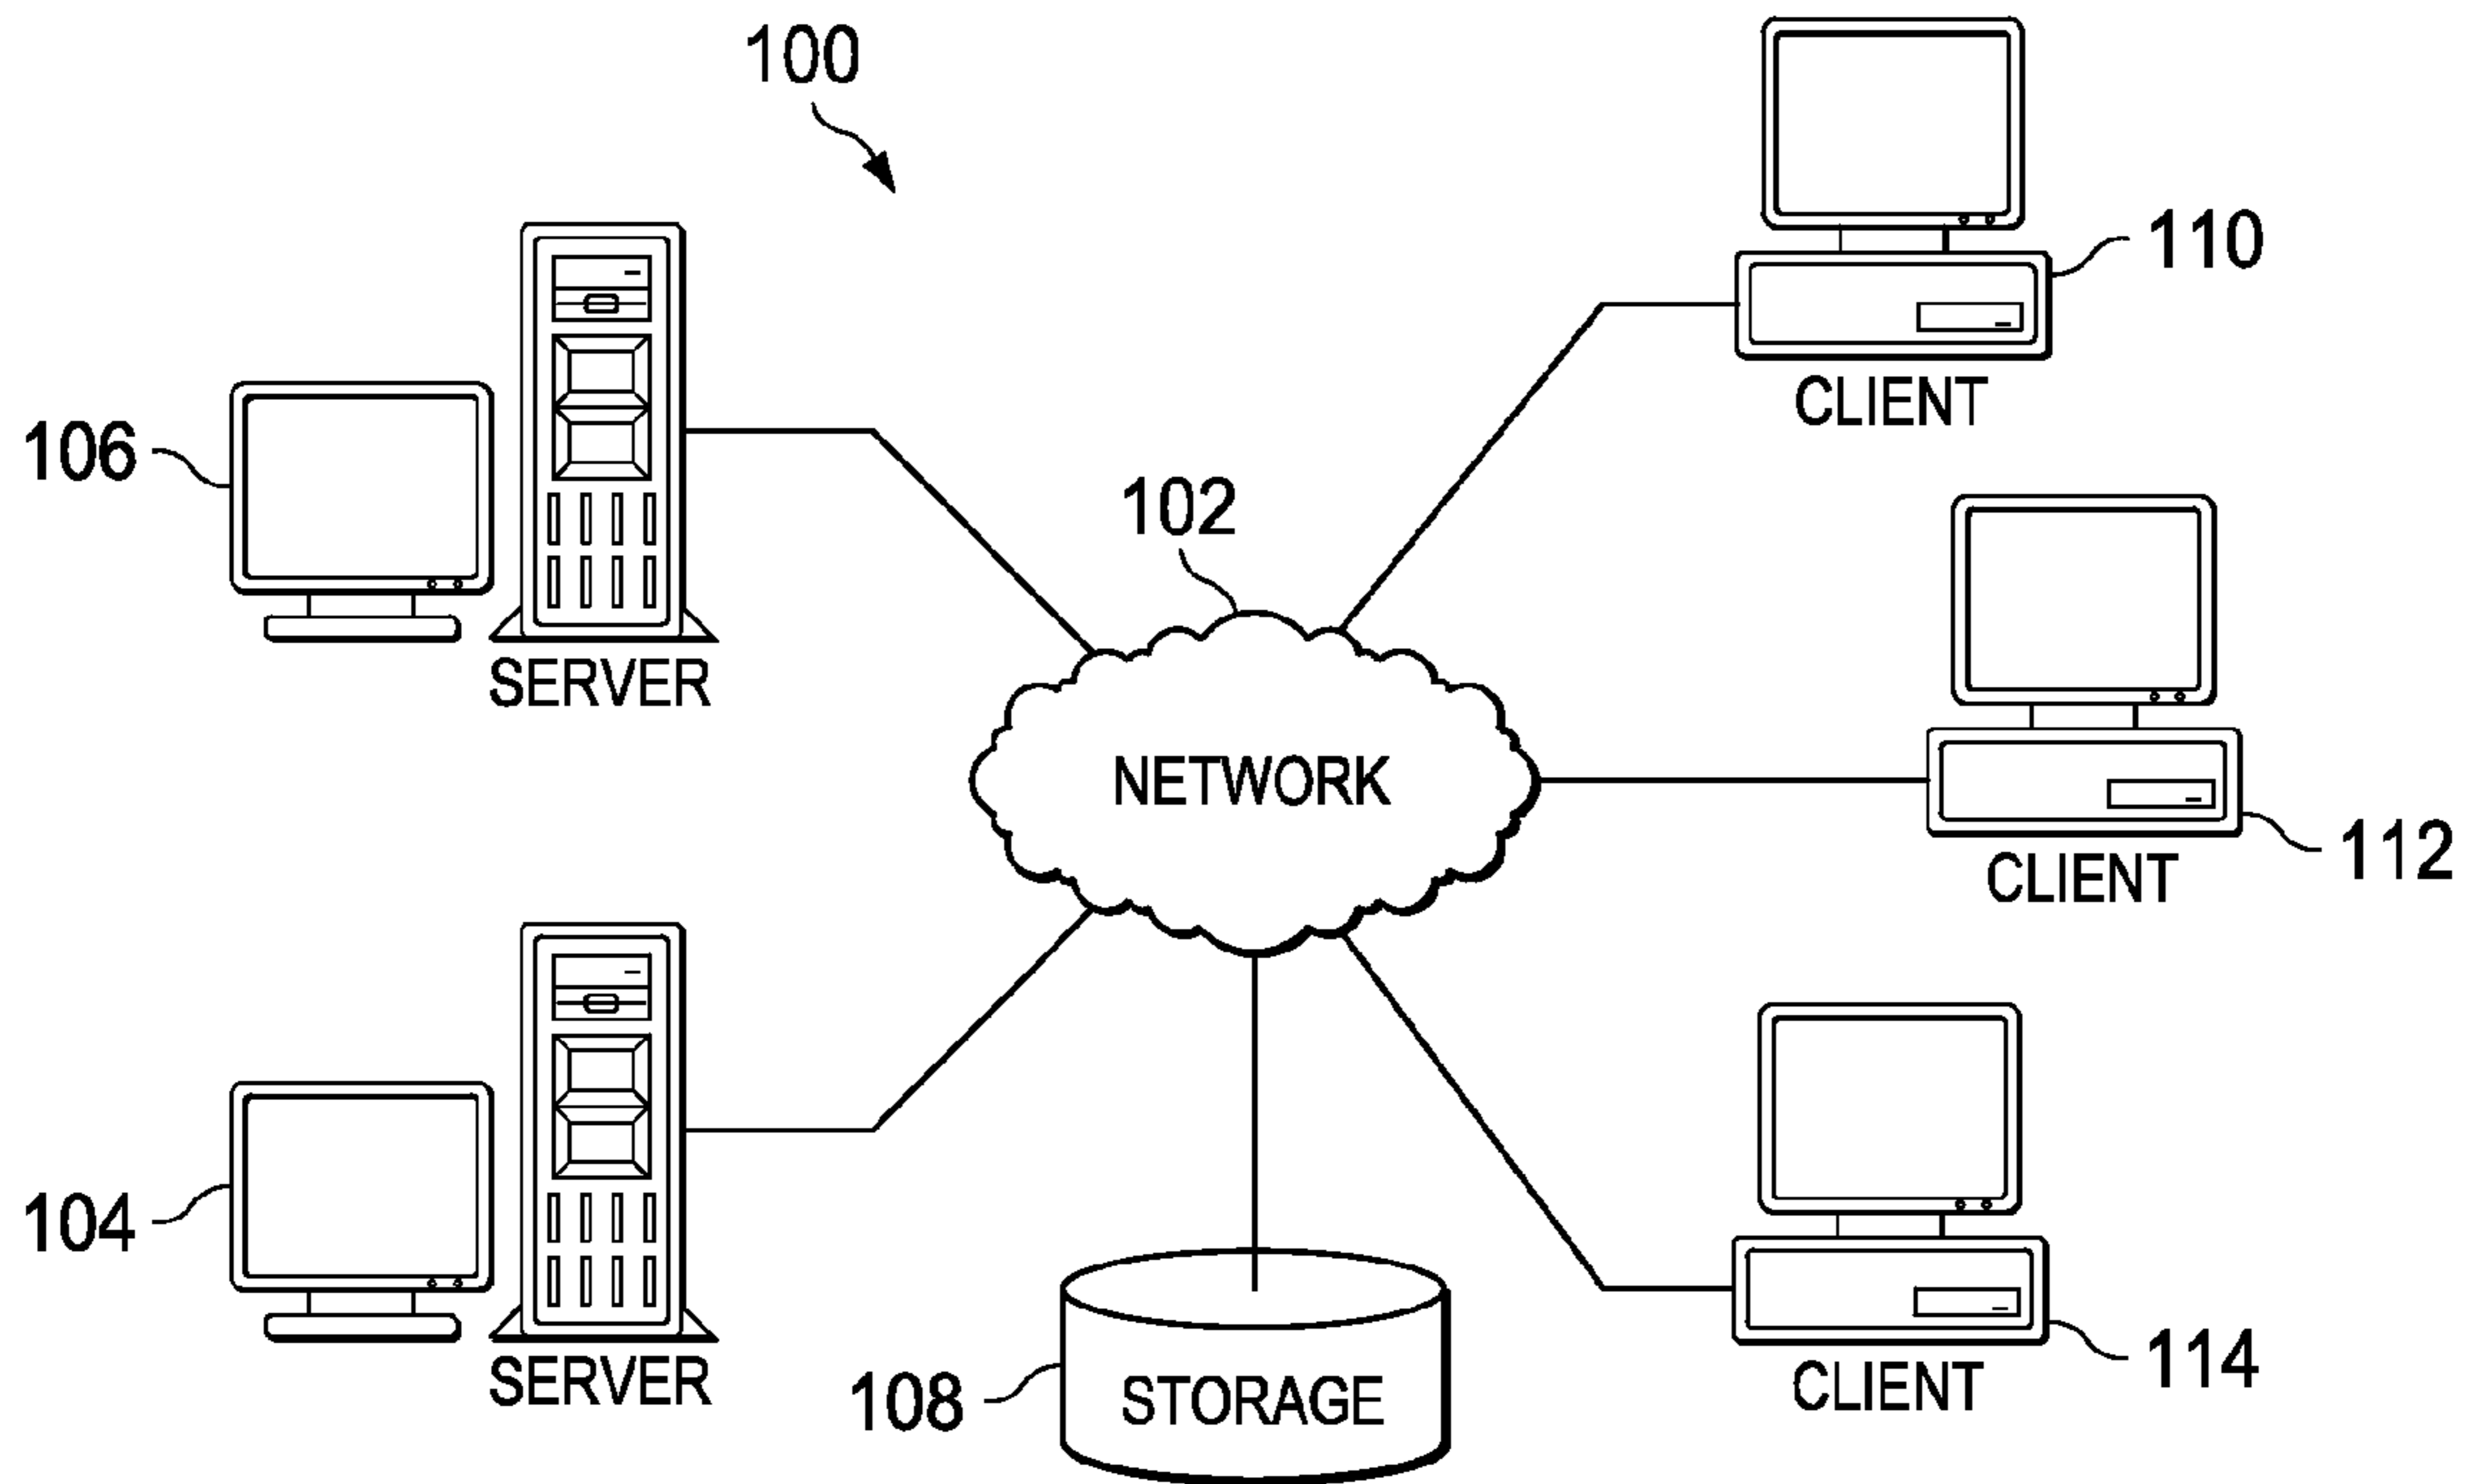 100
110
CLIENT
106
102
SERVER
NETWORK
112
CLIENT
104
114
SERVER
108
STORAGE
CLIENT